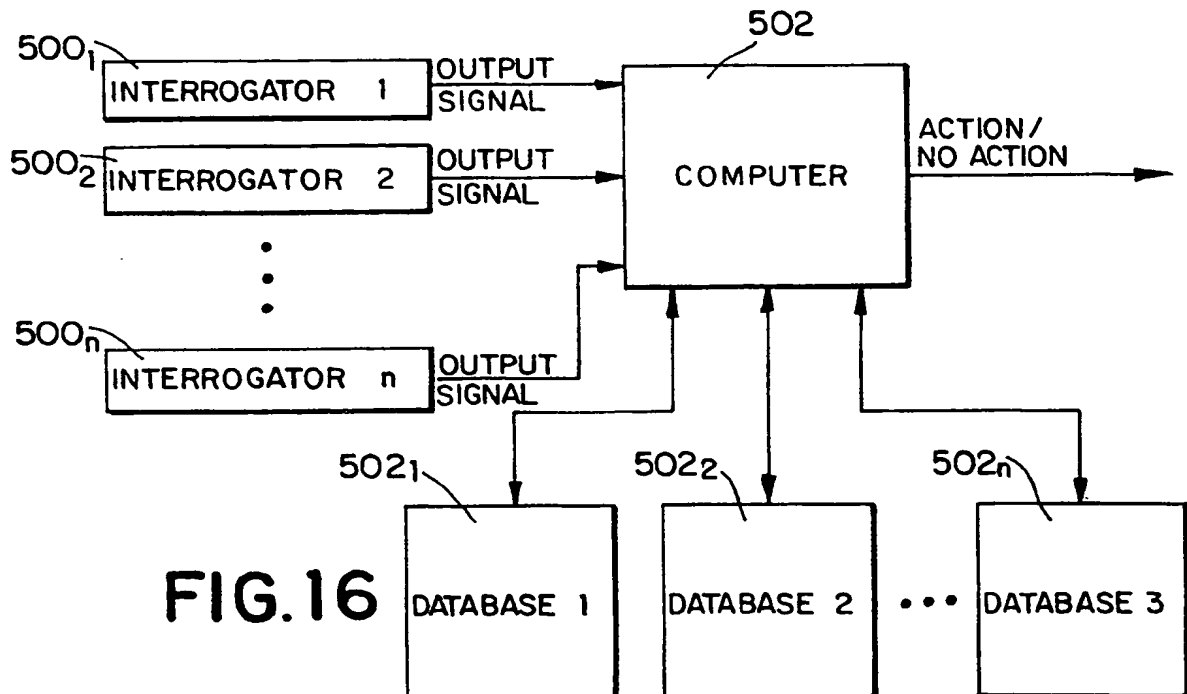 500₁
INTERROGATOR 1
OUTPUT
SIGNAL
502
COMPUTER
ACTION/
NO ACTION
500₂
INTERROGATOR 2
OUTPUT
SIGNAL
500ₙ
INTERROGATOR n
OUTPUT
SIGNAL
502₁
502₂
502ₙ
DATABASE 1
DATABASE 2
DATABASE 3
FIG.16